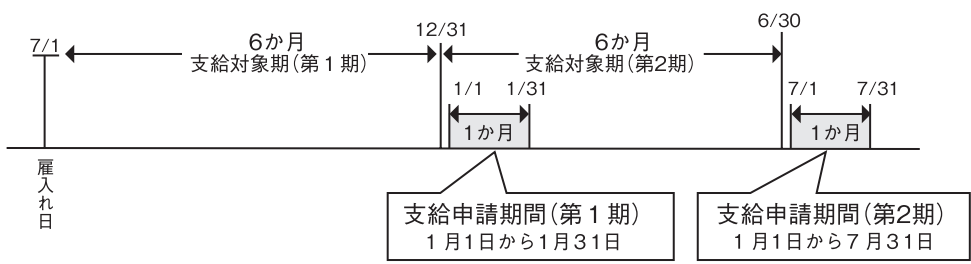 7/1
6か月
支給対象期（第１期）
12/31
6か月
支給対象期（第2期）
6/30
1/1
1/31
1か月
7/1
7/31
1か月
雇入れ日
支給申請期間（第１期）
１月1日から1月３1日
支給申請期間（第2期）
１月1日から７月３1日